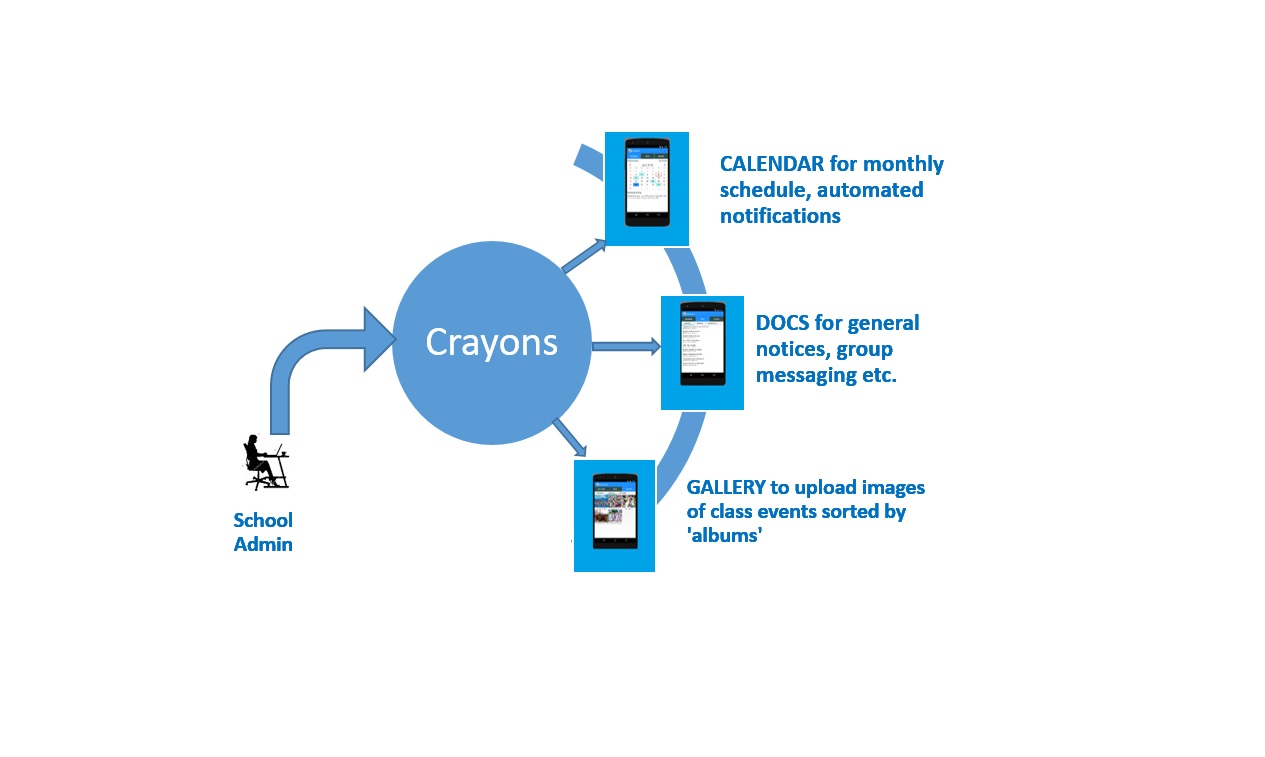 CALENDAR for monthly
schedule, automated
notifications
Crayons
DOCS for general
notices, group
messaging etc.
GALLERY to upload images
of class events sorted by
'albums'
School
Admin